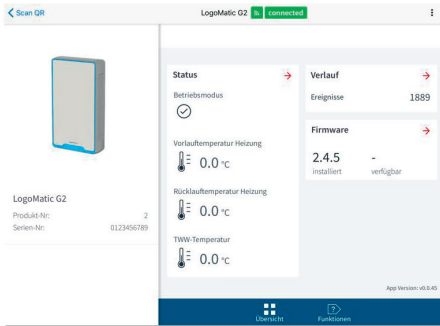 Scan QR
LogoMatic G2
connected
LogoMatic G2
Produkt-Nr: 2
Serien-Nr: 0123456789
Status
Betriebsmodus
Vorlauftemperatur Heizung
0.0 °C
Rücklauftemperatur Heizung
0.0 °C
TWW-Temperatur
0.0 °C
Verlauf
Ereignisse 1889
Firmware
2.4.5 -
installiert verfügbar
App Version: v0.0.45
Übersicht
Funktionen